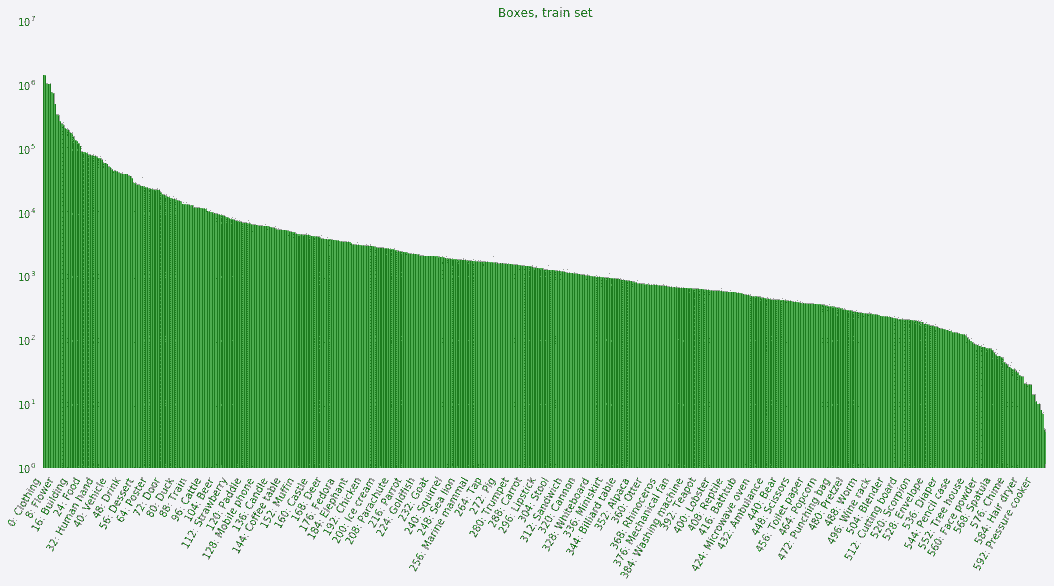 Boxes, train set
10^7
10^6
10^5
10^4
10^3
10^2
10^1
10^0
0: Clothing
8: Flower
16: Building
24: Food
32: Human hand
40: Vehicle
48: Drink
56: Dessert
64: Poster
72: Door
80: Duck
88: Train
96: Cattle
104: Beer
112: Strawberry
120: Paddle
128: Mobile phone
136: Candle
144: Coffee table
152: Muffin
160: Castle
168: Deer
176: Fedora
184: Elephant
192: Chicken
200: Ice cream
208: Parachute
216: Parrot
224: Goldfish
232: Goat
240: Squirrel
248: Sea lion
256: Marine mammal
264: Tap
272: Pig
280: Trumpet
288: Carrot
296: Lipstick
304: Stool
312: Sandwich
320: Cannon
328: Whiteboard
336: Miniskirt
344: Billiard table
352: Alpaca
360: Otter
368: Rhinoceros
376: Mechanical fan
384: Washing machine
392: Teapot
400: Lobster
408: Reptile
416: Bathtub
424: Microwave oven
432: Ambulance
440: Bear
448: Scissors
456: Toilet paper
464: Popcorn
472: Punching bag
480: Pretzel
488: Worm
496: Wine rack
504: Blender
512: Cutting board
520: Scorpion
528: Envelope
536: Diaper
544: Pencil case
552: Tree house
560: Face powder
568: Spatula
576: Chime
584: Hair dryer
592: Pressure cooker